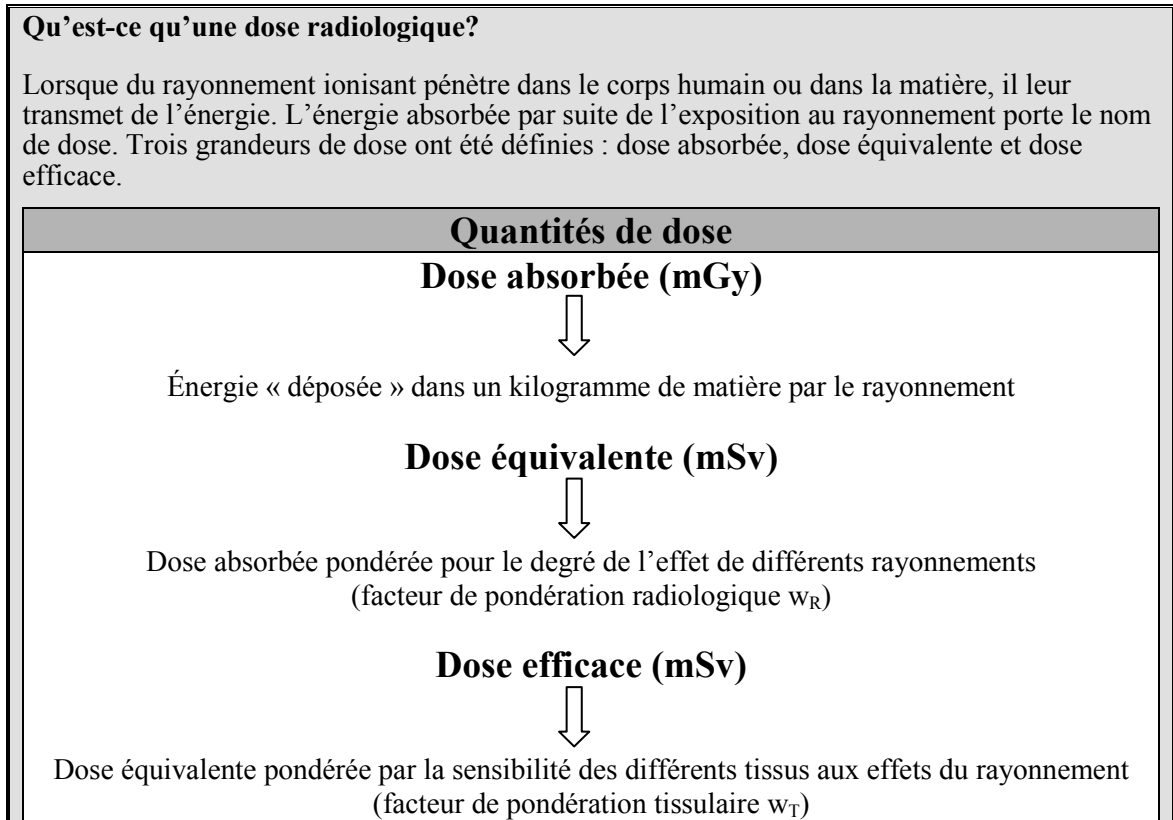 Qu’est-ce qu’une dose radiologique?
Lorsque du rayonnement ionisant pénètre dans le corps humain ou dans la matière, il leur
transmet de l’énergie. L’énergie absorbée par suite de l’exposition au rayonnement porte le nom
de dose. Trois grandeurs de dose ont été définies : dose absorbée, dose équivalente et dose
efficace.
Quantités de dose
Dose absorbée (mGy)
Énergie « déposée » dans un kilogramme de matière par le rayonnement
Dose équivalente (mSv)
Dose absorbée pondérée pour le degré de l’effet de différents rayonnements
(facteur de pondération radiologique wR)
Dose efficace (mSv)
Dose équivalente pondérée par la sensibilité des différents tissus aux effets du rayonnement
(facteur de pondération tissulaire wT)